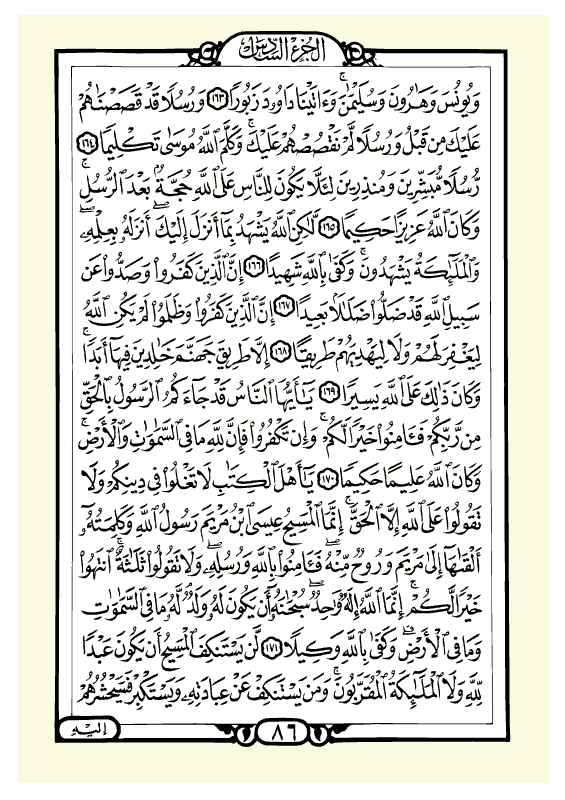 الجزء السادس
وَيُونُسَ وَهَٰرُونَ وَسُلَيْمَٰنَ ۚ وَءَاتَيْنَا دَاوُۥدَ زَبُورًا ١٦٣ وَرُسُلًا قَدْ قَصَصْنَٰهُمْ
عَلَيْكَ مِن قَبْلُ وَرُسُلًا لَّمْ نَقْصُصْهُمْ عَلَيْكَ ۚ وَكَلَّمَ ٱللَّهُ مُوسَىٰ تَكْلِيمًا ١٦٤
رُّسُلًا مُّبَشِّرِينَ وَمُنذِرِينَ لِئَلَّا يَكُونَ لِلنَّاسِ عَلَى ٱللَّهِ حُجَّةٌۢ بَعْدَ ٱلرُّسُلِ ۚ
وَكَانَ ٱللَّهُ عَزِيزًا حَكِيمًا ١٦٥ لَّٰكِنِ ٱللَّهُ يَشْهَدُ بِمَآ أَنزَلَ إِلَيْكَ ۖ أَنزَلَهُۥ بِعِلْمِهِۦ ۖ
وَٱلْمَلَٰٓئِكَةُ يَشْهَدُونَ ۚ وَكَفَىٰ بِٱللَّهِ شَهِيدًا ١٦٦ إِنَّ ٱلَّذِينَ كَفَرُوا۟ وَصَدُّوا۟ عَن
سَبِيلِ ٱللَّهِ قَدْ ضَلُّوا۟ ضَلَٰلًۢا بَعِيدًا ١٦٧ إِنَّ ٱلَّذِينَ كَفَرُوا۟ وَظَلَمُوا۟ لَمْ يَكُنِ ٱللَّهُ
لِيَغْفِرَ لَهُمْ وَلَا لِيَهْدِيَهُمْ طَرِيقًا ١٦٨ إِلَّا طَرِيقَ جَهَنَّمَ خَٰلِدِينَ فِيهَآ أَبَدًا ۚ
وَكَانَ ذَٰلِكَ عَلَى ٱللَّهِ يَسِيرًا ١٦٩ يَٰٓأَيُّهَا ٱلنَّاسُ قَدْ جَآءَكُمُ ٱلرَّسُولُ بِٱلْحَقِّ
مِن رَّبِّكُمْ فَـَٔامِنُوا۟ خَيْرًا لَّكُمْ ۚ وَإِن تَكْفُرُوا۟ فَإِنَّ لِلَّهِ مَا فِى ٱلسَّمَٰوَٰتِ وَٱلْأَرْضِ ۚ
وَكَانَ ٱللَّهُ عَلِيمًا حَكِيمًا ١٧٠ يَٰٓأَهْلَ ٱلْكِتَٰبِ لَا تَغْلُوا۟ فِى دِينِكُمْ وَلَا
تَقُولُوا۟ عَلَى ٱللَّهِ إِلَّا ٱلْحَقَّ ۚ إِنَّمَا ٱلْمَسِيحُ عِيسَى ٱبْنُ مَرْيَمَ رَسُولُ ٱللَّهِ وَكَلِمَتُهُۥٓ
أَلْقَىٰهَآ إِلَىٰ مَرْيَمَ وَرُوحٌ مِّنْهُ ۖ فَـَٔامِنُوا۟ بِٱللَّهِ وَرُسُلِهِۦ ۖ وَلَا تَقُولُوا۟ ثَلَٰثَةٌ ۚ ٱنتَهُوا۟
خَيْرًا لَّكُمْ ۚ إِنَّمَا ٱللَّهُ إِلَٰهٌ وَٰحِدٌ ۖ سُبْحَٰنَهُۥٓ أَن يَكُونَ لَهُۥ وَلَدٌ ۘ لَّهُۥ مَا فِى ٱلسَّمَٰوَٰتِ
وَمَا فِى ٱلْأَرْضِ ۗ وَكَفَىٰ بِٱللَّهِ وَكِيلًا ١٧١ لَّن يَسْتَنكِفَ ٱلْمَسِيحُ أَن يَكُونَ عَبْدًا
لِّلَّهِ وَلَا ٱلْمَلَٰٓئِكَةُ ٱلْمُقَرَّبُونَ ۚ وَمَن يَسْتَنكِفْ عَنْ عِبَادَتِهِۦ وَيَسْتَكْبِرْ فَسَيَحْشُرُهُمْ
٨٦
إليه